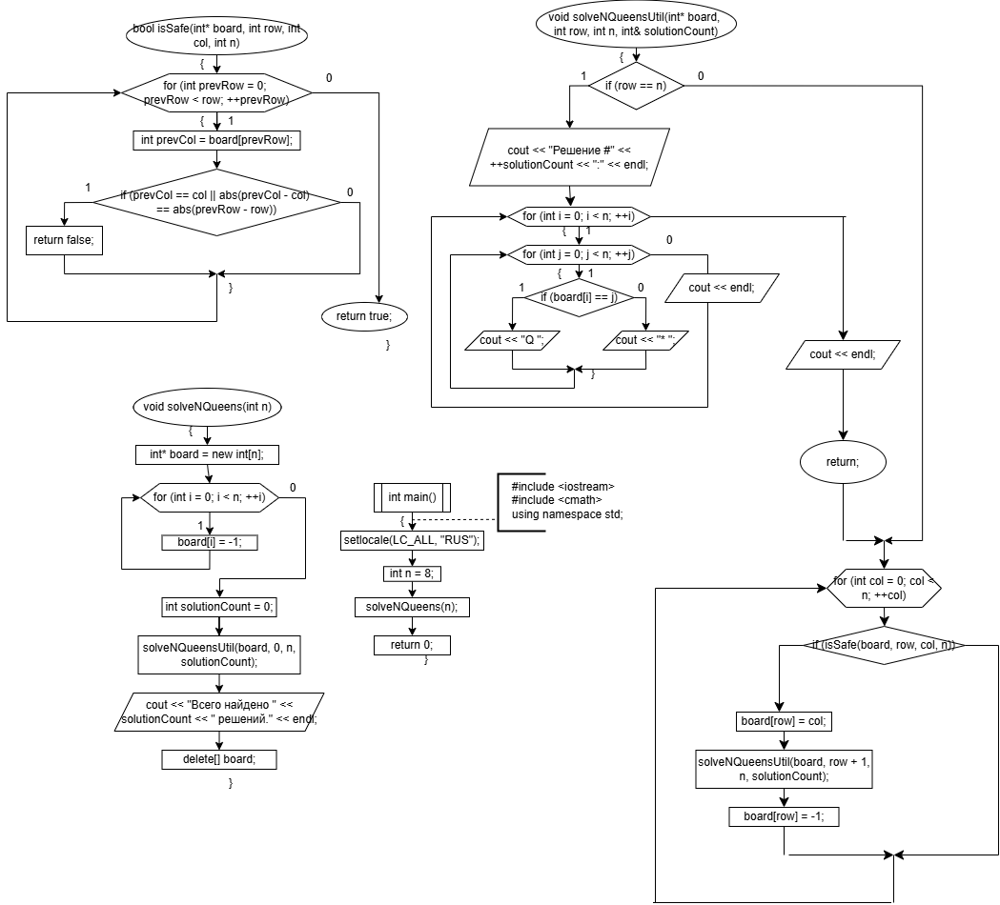 bool isSafe(int* board, int row, int
col, int n)
{
for (int prevRow = 0;
prevRow < row; ++prevRow)
0
{ 1
int prevCol = board[prevRow];
1
if (prevCol == col || abs(prevCol - col)
== abs(prevRow - row))
0
return false;
}
return true;
}
void solveNQueensUtil(int* board,
int row, int n, int& solutionCount)
{
1
if (row == n)
0
cout << "Решение #" <<
++solutionCount << ":" << endl;
for (int i = 0; i < n; ++i)
{ 1
0
for (int j = 0; j < n; ++j)
{ 1
1
if (board[i] == j)
0
cout << endl;
cout << "Q ";
cout << "* ";
}
cout << endl;
return;
for (int col = 0; col <
n; ++col)
if (isSafe(board, row, col, n))
board[row] = col;
solveNQueensUtil(board, row + 1,
n, solutionCount);
board[row] = -1;
void solveNQueens(int n)
{
int* board = new int[n];
for (int i = 0; i < n; ++i)
0
1
board[i] = -1;
int solutionCount = 0;
solveNQueensUtil(board, 0, n,
solutionCount);
cout << "Всего найдено " <<
solutionCount << " решений." << endl;
delete[] board;
}
int main()
{
#include <iostream>
#include <cmath>
using namespace std;
setlocale(LC_ALL, "RUS");
int n = 8;
solveNQueens(n);
return 0;
}